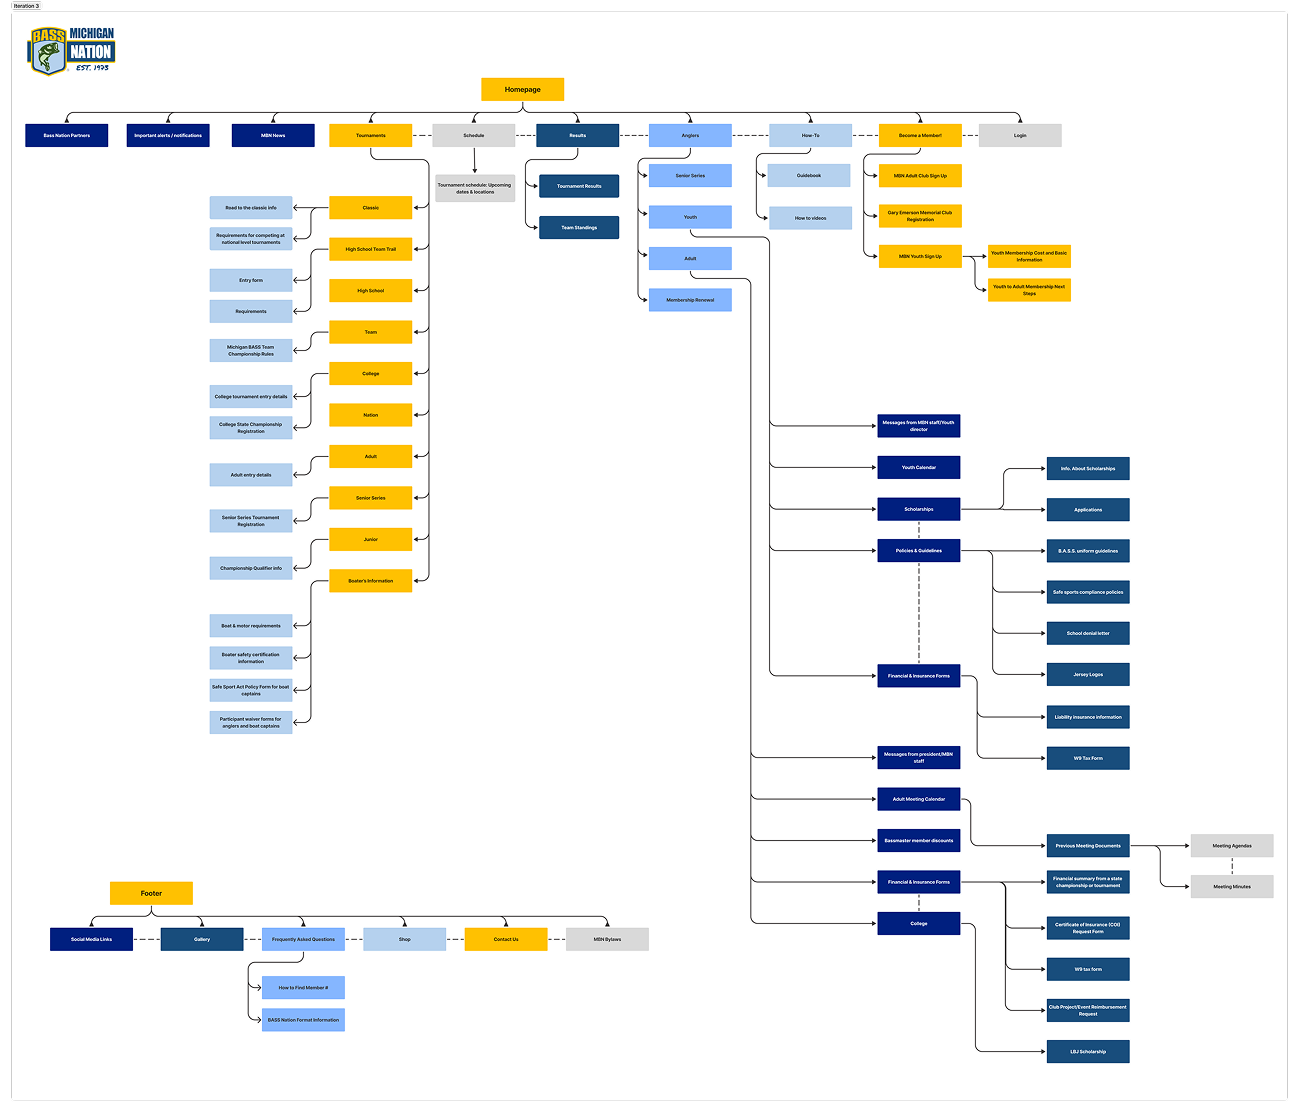 Iteration 3
BASS
MICHIGAN
NATION
EST. 1973
Homepage
Bass Nation Partners
Important alerts / notifications
MBN News
Tournaments
Schedule
Results
Anglers
How-To
Become a Member!
Login
Tournament schedule: Upcoming
dates & locations
Tournament Results
Team Standings
Senior Series
Youth
Adult
Membership Renewal
Guidebook
How to videos
MBN Adult Club Sign Up
Gary Emerson Memorial Club
Registration
MBN Youth Sign Up
Youth Membership Cost and Basic
Information
Youth to Adult Membership Next
Steps
Classic
Road to the classic info
Requirements for competing at
national level tournaments
High School Team Trail
Entry form
Requirements
High School
Team
Michigan BASS Team
Championship Rules
College
College tournament entry details
College State Championship
Registration
Nation
Adult
Adult entry details
Senior Series
Senior Series Tournament
Registration
Junior
Championship Qualifier info
Boater's Information
Boat & motor requirements
Boater safety certification
information
Safe Sport Act Policy Form for boat
captains
Participant waiver forms for
anglers and boat captains
Messages from MBN staff/Youth
director
Youth Calendar
Scholarships
Info. About Scholarships
Applications
Policies & Guidelines
B.A.S.S. uniform guidelines
Safe sports compliance policies
School denial letter
Jersey Logos
Financial & Insurance Forms
Liability insurance information
W9 Tax Form
Messages from president/MBN
staff
Adult Meeting Calendar
Bassmaster member discounts
Previous Meeting Documents
Meeting Agendas
Meeting Minutes
Financial & Insurance Forms
Financial summary from a state
championship or tournament
Certificate of Insurance (COI)
Request Form
W9 tax form
Club Project/Event Reimbursement
Request
College
LBJ Scholarship
Footer
Social Media Links
Gallery
Frequently Asked Questions
Shop
Contact Us
MBN Bylaws
How to Find Member #
BASS Nation Format Information